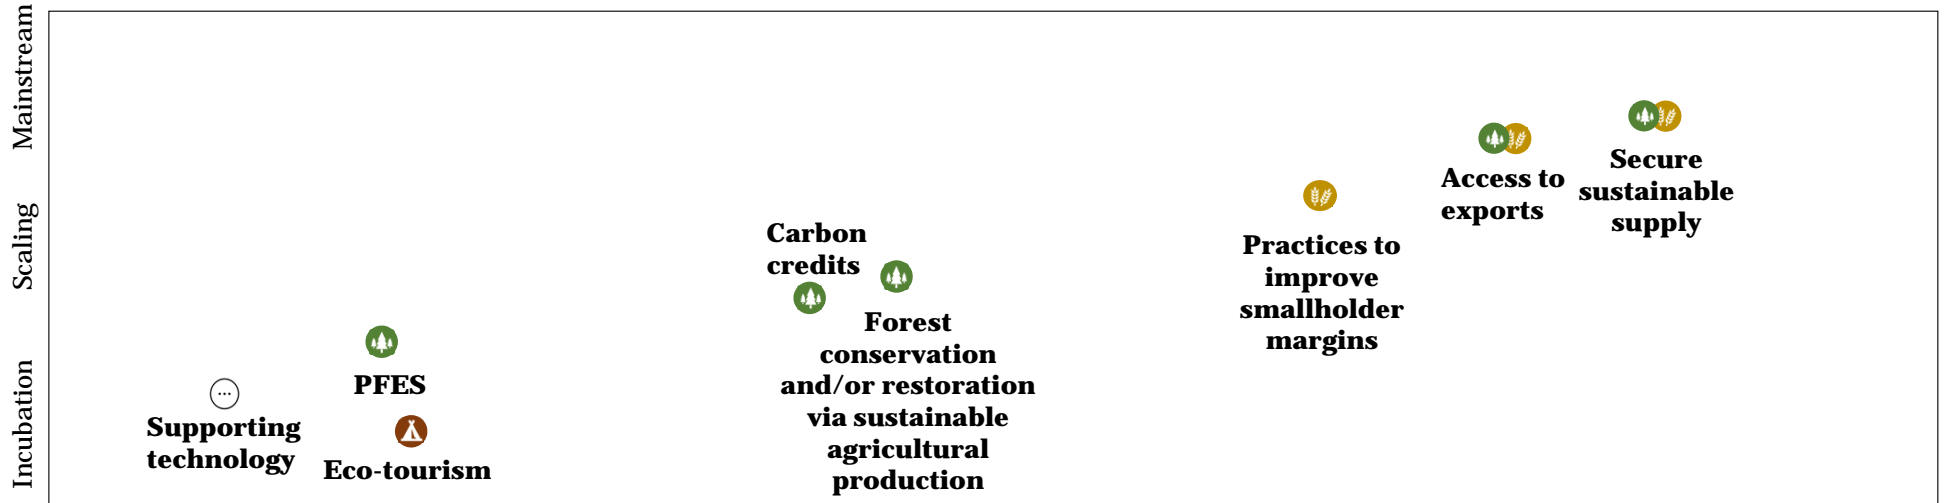 Mainstream
Scaling
Incubation
Supporting
technology
PFES
Eco-tourism
Carbon
credits
Forest
conservation
and/or restoration
via sustainable
agricultural
production
Practices to
improve
smallholder
margins
Access to
exports
Secure
sustainable
supply